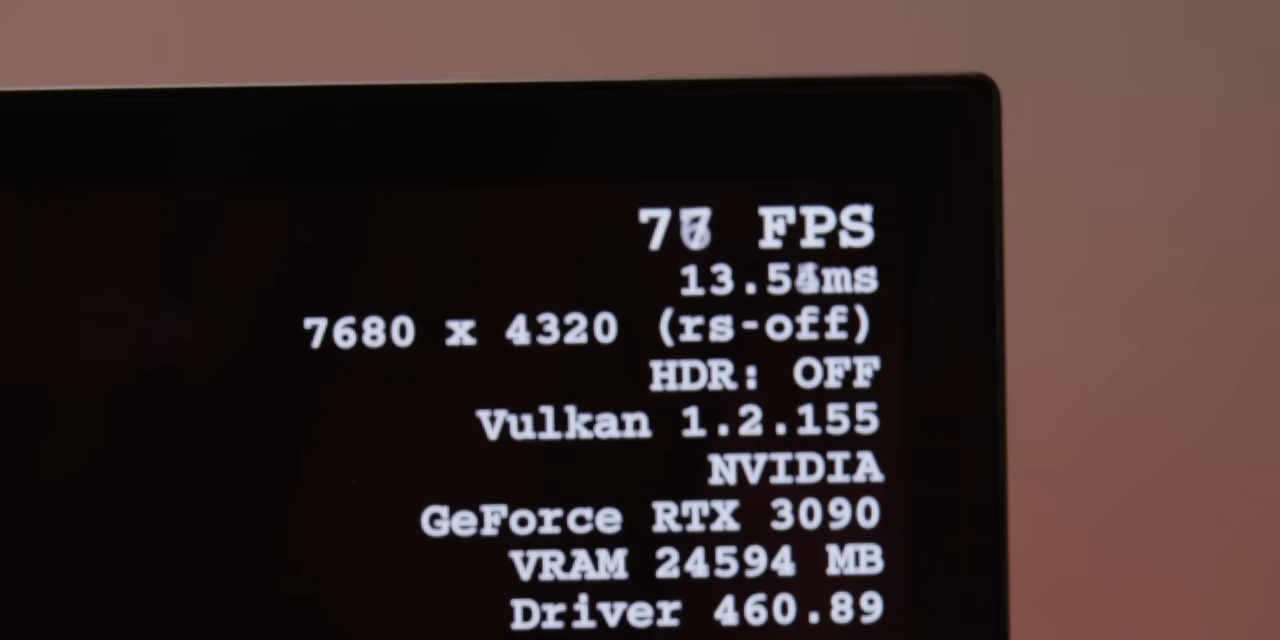 FPS
7680 x 4320 (rs-off)
HDR: OFF
Vulkan 1.2.155
NVIDIA
GeForce RTX 3090
VRAM 24594 MB
Driver 460.89